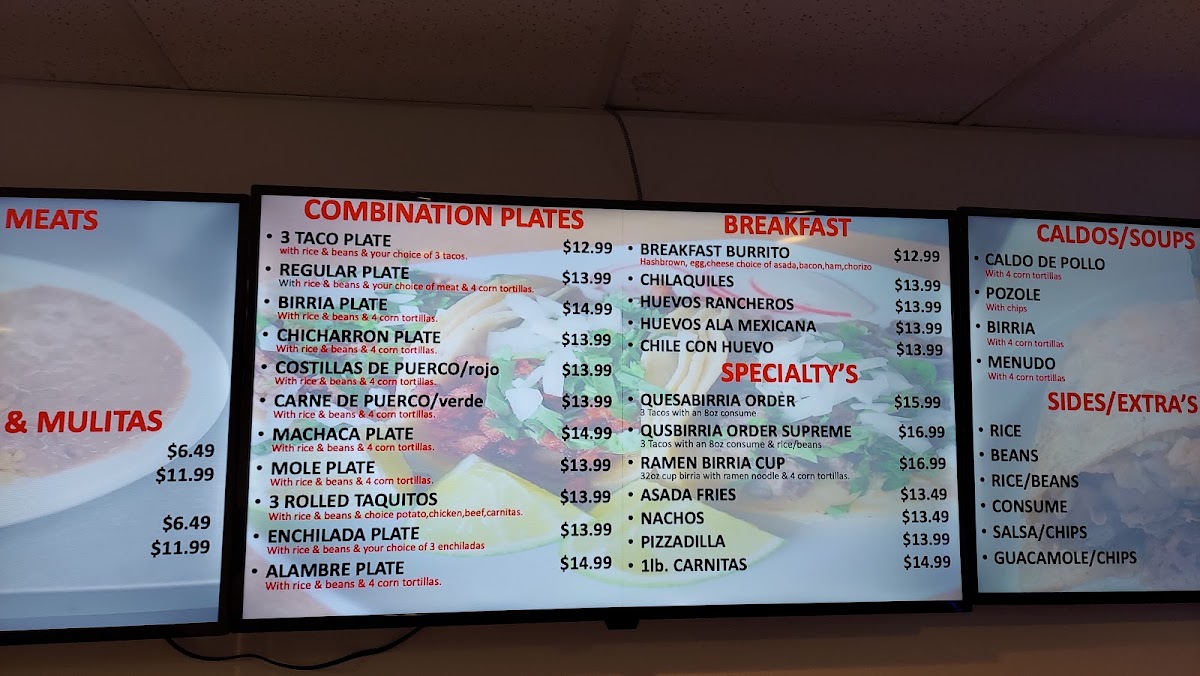 MEATS
& MULITAS
$6.49
$11.99
$6.49
$11.99
COMBINATION PLATES
• 3 TACO PLATE $12.99
with rice & beans & your choice of 3 tacos.
• REGULAR PLATE $13.99
With rice & beans & your choice of meat & 4 corn tortillas.
• BIRRIA PLATE $14.99
With rice & beans & 4 corn tortillas.
• CHICHARRON PLATE $13.99
With rice & beans & 4 corn tortillas.
• COSTILLAS DE PUERCO/rojo $13.99
With rice & beans & 4 corn tortillas.
• CARNE DE PUERCO/verde $13.99
With rice & beans & 4 corn tortillas.
• MACHACA PLATE $14.99
With rice & beans & 4 corn tortillas.
• MOLE PLATE $13.99
With rice & beans & 4 corn tortillas.
• 3 ROLLED TAQUITOS $13.99
With rice & beans & choice potato,chicken,beef,carnitas.
• ENCHILADA PLATE $13.99
With rice & beans & your choice of 3 enchiladas
• ALAMBRE PLATE $14.99
With rice & beans & 4 corn tortillas.
BREAKFAST
• BREAKFAST BURRITO $12.99
Hashbrown, egg,cheese choice of asada,bacon,ham,chorizo
• CHILAQUILES $13.99
• HUEVOS RANCHEROS $13.99
• HUEVOS ALA MEXICANA $13.99
• CHILE CON HUEVO $13.99
SPECIALTY'S
• QUESABIRRIA ORDER $15.99
3 Tacos with an 8oz consume
• QUSBIRRIA ORDER SUPREME $16.99
3 Tacos with an 8oz consume & rice/beans
• RAMEN BIRRIA CUP $16.99
32oz cup birria with ramen noodle & 4 corn tortillas.
• ASADA FRIES $13.49
• NACHOS $13.49
• PIZZADILLA $13.99
• 1lb. CARNITAS $14.99
CALDOS/SOUPS
• CALDO DE POLLO
With 4 corn tortillas
• POZOLE
With chips
• BIRRIA
With 4 corn tortillas
• MENUDO
With 4 corn tortillas
SIDES/EXTRA'S
• RICE
• BEANS
• RICE/BEANS
• CONSUME
• SALSA/CHIPS
• GUACAMOLE/CHIPS